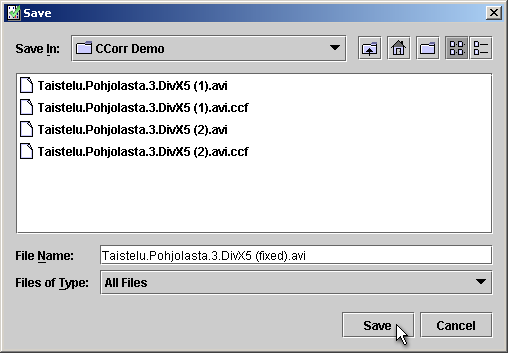 Save
Save In: CCorr Demo
Taistelu.Pohjolasta.3.DivX5 (1).avi
Taistelu.Pohjolasta.3.DivX5 (1).avi.ccf
Taistelu.Pohjolasta.3.DivX5 (2).avi
Taistelu.Pohjolasta.3.DivX5 (2).avi.ccf
File Name: Taistelu.Pohjolasta.3.DivX5 (fixed).avi
Files of Type: All Files
Save Cancel